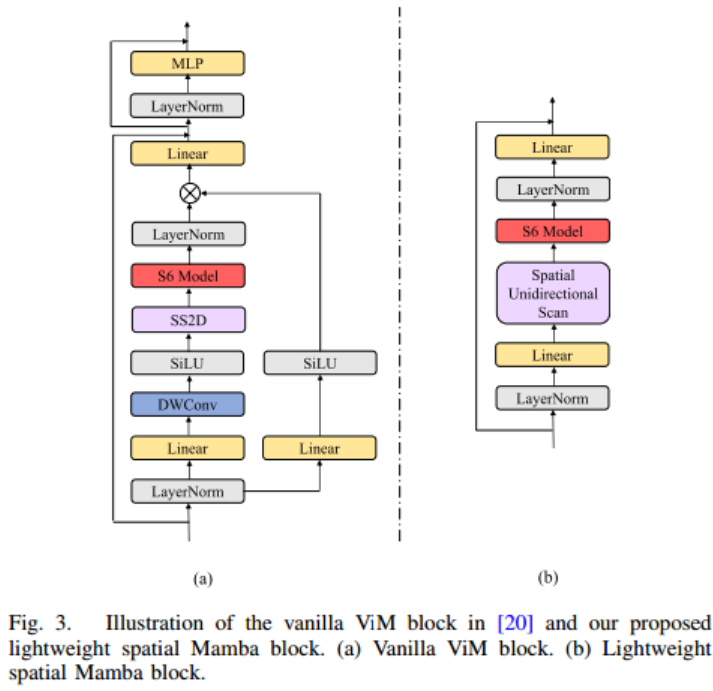 MLP
LayerNorm
Linear
LayerNorm
S6 Model
SS2D
SiLU
SiLU
DWConv
Linear
Linear
LayerNorm
(a)
Linear
LayerNorm
S6 Model
Spatial
Unidirectional
Scan
Linear
LayerNorm
(b)
Fig. 3. Illustration of the vanilla ViM block in [20] and our proposed
lightweight spatial Mamba block. (a) Vanilla ViM block. (b) Lightweight
spatial Mamba block.